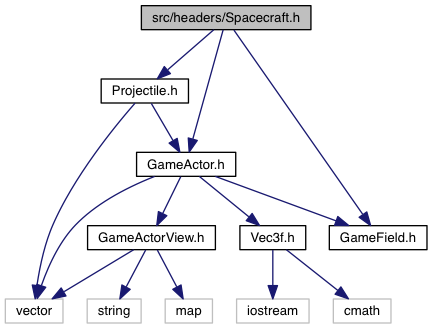 src/headers/Spacecraft.h
Projectile.h
GameActor.h
GameActorView.h
Vec3f.h
GameField.h
vector
string
map
iostream
cmath